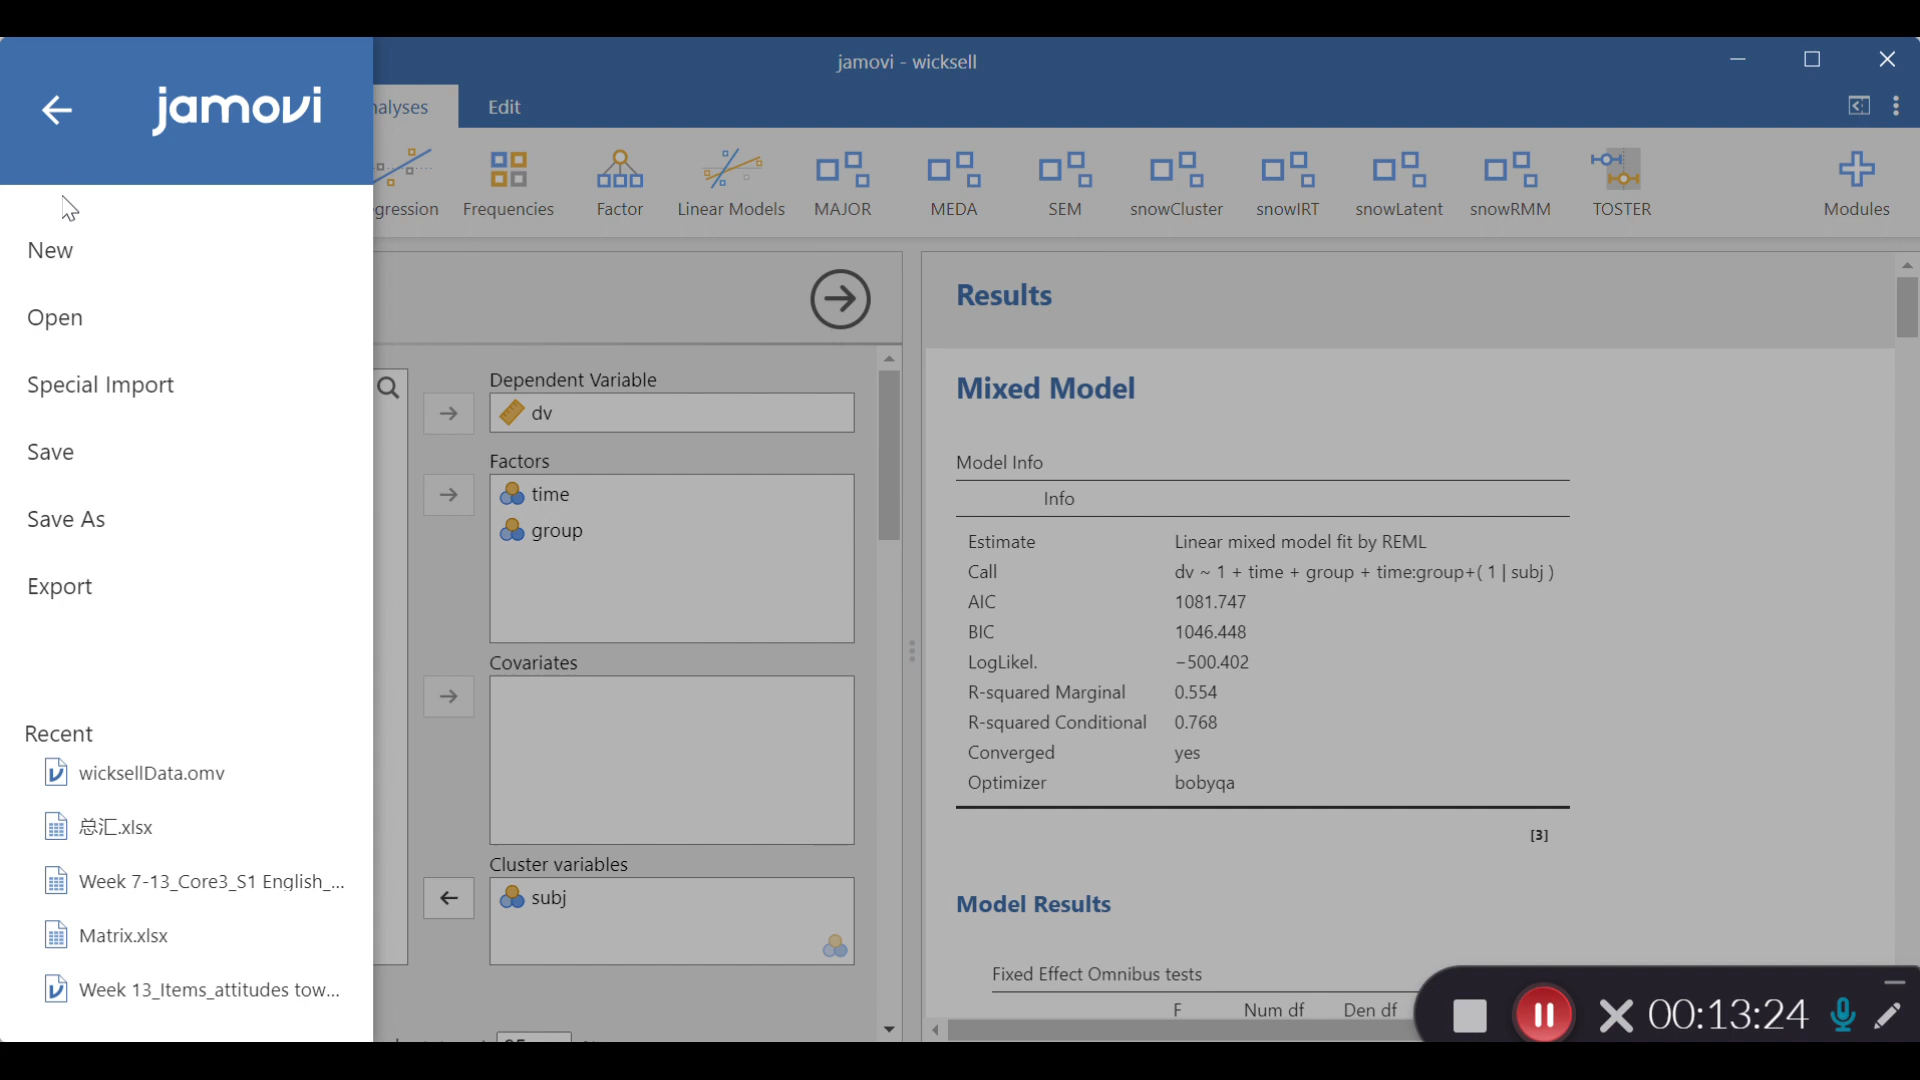 jamovi - wicksell
jamovi
nalyses
Edit
gression
Frequencies
Factor
Linear Models
MAJOR
MEDA
SEM
snowCluster
snowIRT
snowLatent
snowRMM
TOSTER
Modules
New
Open
Special Import
Save
Save As
Export
Recent
wicksellData.omv
总汇.xlsx
Week 7-13_Core3_S1 English_...
Matrix.xlsx
Week 13_Items_attitudes tow...
Dependent Variable
dv
Factors
time
group
Covariates
Cluster variables
subj
Results
Mixed Model
Model Info
Info
Estimate Linear mixed model fit by REML
Call dv ~ 1 + time + group + time:group+( 1 | subj )
AIC 1081.747
BIC 1046.448
LogLikel. -500.402
R-squared Marginal 0.554
R-squared Conditional 0.768
Converged yes
Optimizer bobyqa
[3]
Model Results
Fixed Effect Omnibus tests
F Num df Den df
00:13:24